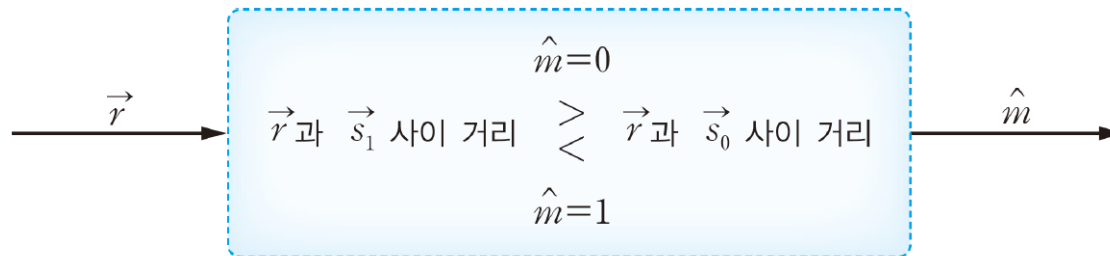 m̂=0
r⃗ r⃗과 s⃗₁ 사이 거리 > r⃗과 s⃗₀ 사이 거리 m̂
<
m̂=1